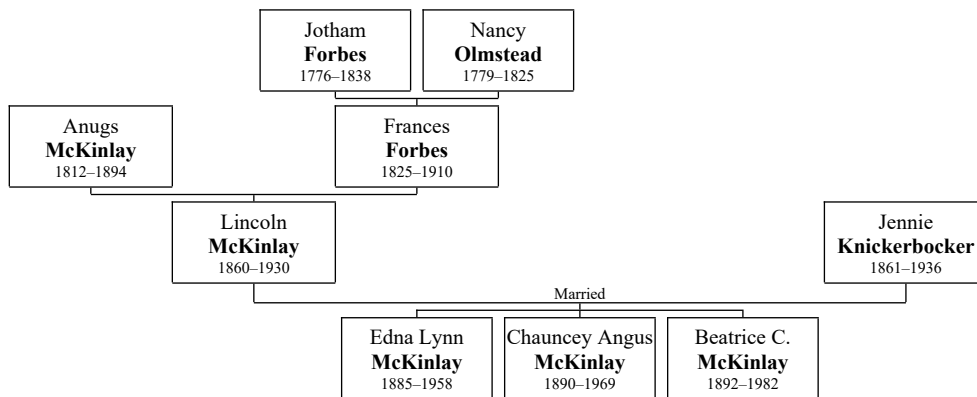 Jotham
Forbes
1776–1838
Nancy
Olmstead
1779–1825
Anugs
McKinlay
1812–1894
Frances
Forbes
1825–1910
Lincoln
McKinlay
1860–1930
Jennie
Knickerbocker
1861–1936
Married
Edna Lynn
McKinlay
1885–1958
Chauncey Angus
McKinlay
1890–1969
Beatrice C.
McKinlay
1892–1982